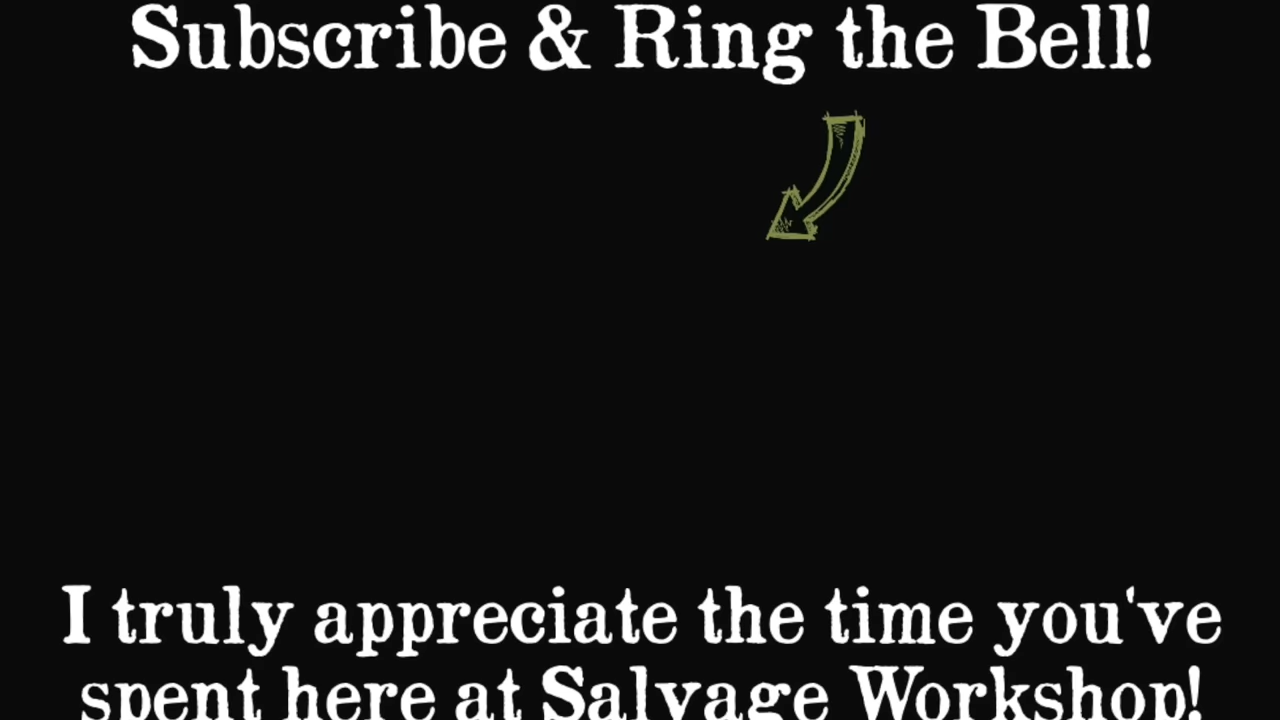 Subscribe & Ring the Bell!
I truly appreciate the time you've
spent here at Salvage Workshop!